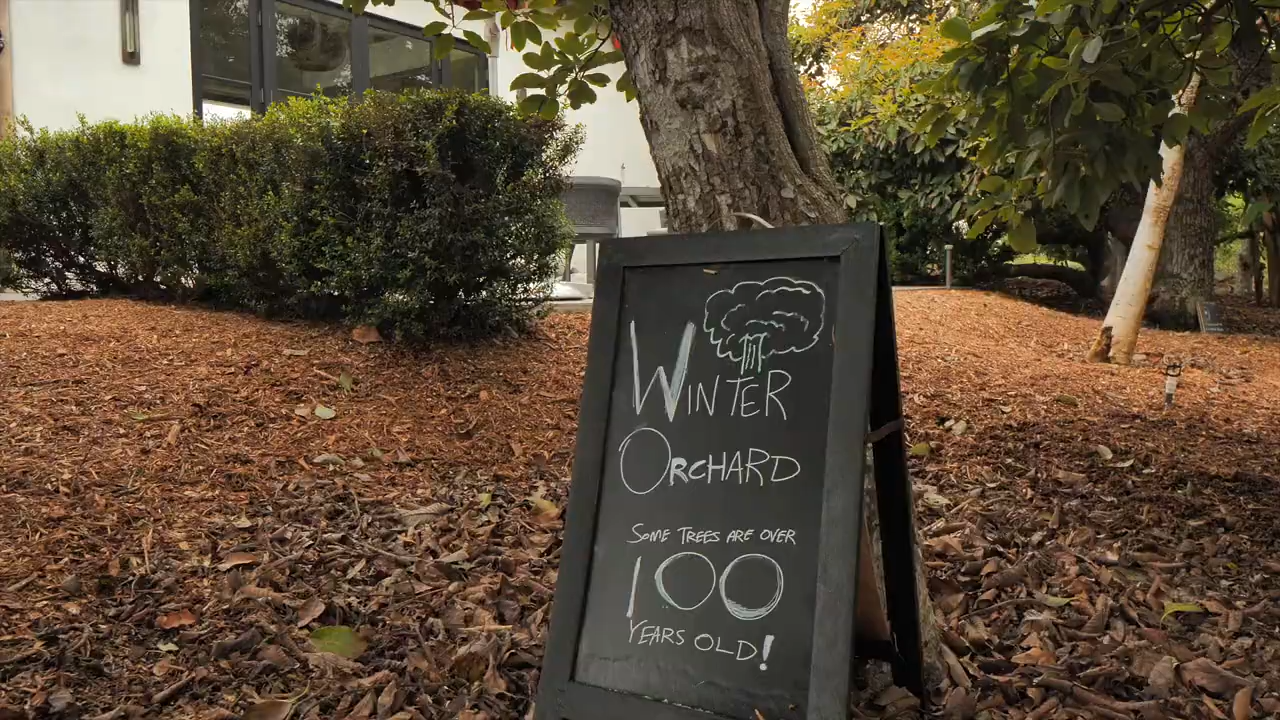 WINTER
ORCHARD
SOME TREES ARE OVER
100
YEARS OLD!